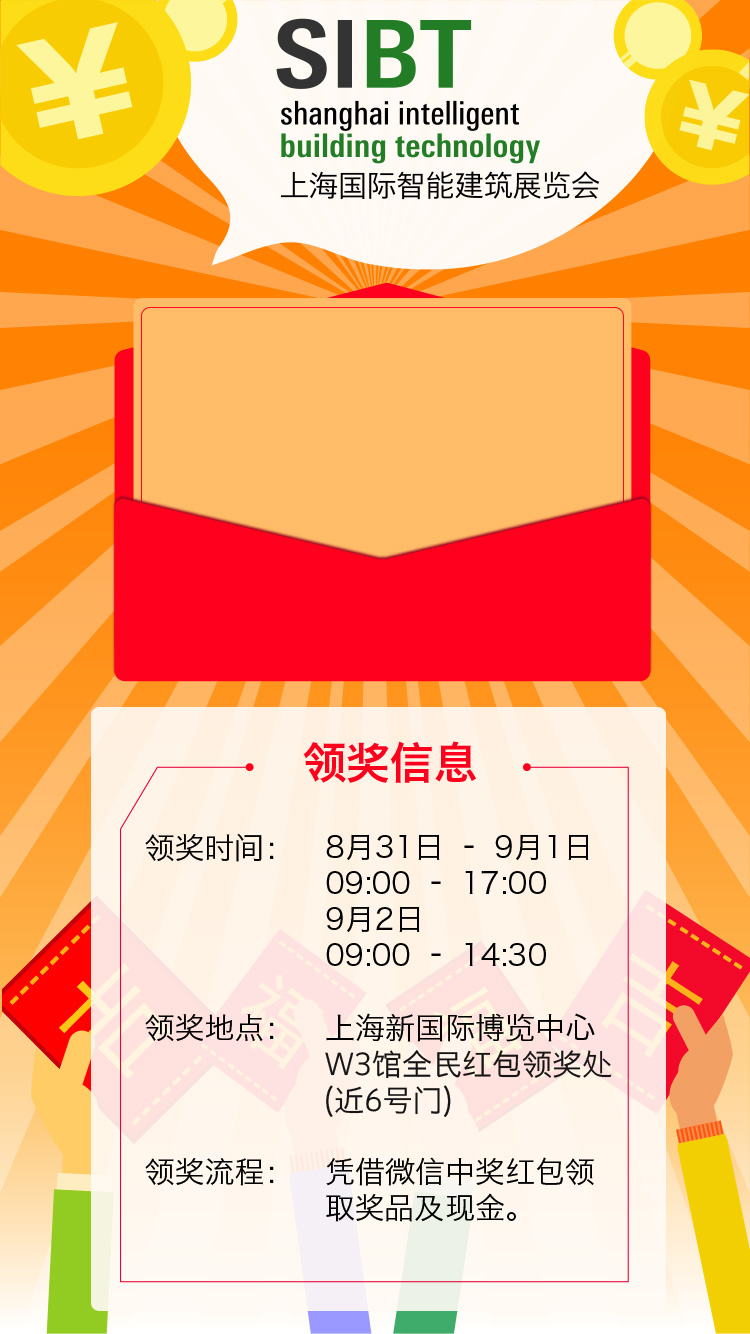 ¥
¥
SIBT
shanghai intelligent
building technology
上海国际智能建筑展览会
领奖信息
领奖时间：
8月31日 - 9月1日
09:00 - 17:00
9月2日
09:00 - 14:30
领奖地点：
上海新国际博览中心
W3馆全民红包领奖处
(近6号门)
领奖流程：
凭借微信中奖红包领
取奖品及现金。
福
吉